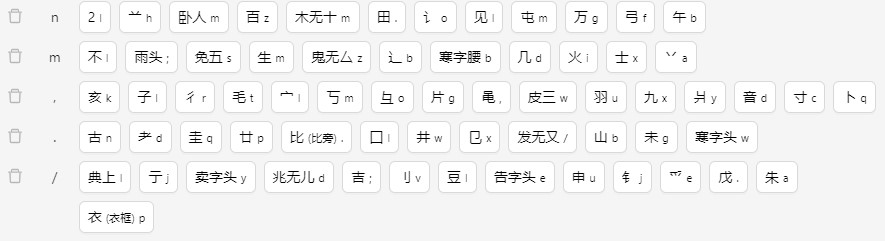 n 2 l 䒑 h 卧人 m 百 z 木无十 m 田 . 讠 o 见 l 屯 m 万 g 弓 f 午 b
m 不 l 雨头 ; 免五 s 生 m 鬼无厶 z 辶 b 寒字腰 b 几 d 火 i 士 x 丷 a
, 亥 k 子 l 彳 r 毛 t 宀 l 丂 m 彑 o 片 g 黾 , 皮三 w 羽 u 九 x 爿 y 音 d 寸 c 卜 q
. 古 n 耂 d 圭 q 廿 p 比 (比旁) . 囗 l 井 w 㔾 x 发无又 / 山 b 未 g 寒字头 w
/ 典上 l 亍 j 卖字头 y 兆无儿 d 吉 ; 刂 v 豆 l 告字头 e 申 u 钅 j 爫 e 戊 . 朱 a
衣 (衣框) p